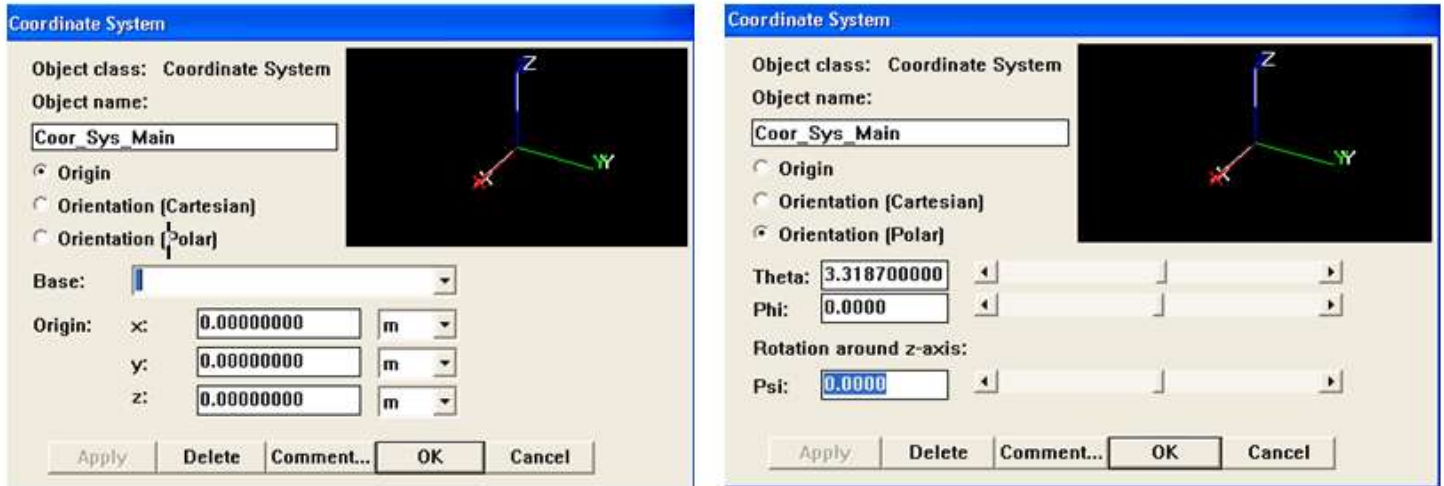 Coordinate System
Object class: Coordinate System
Object name:
Coor_Sys_Main
Origin
Orientation (Cartesian)
Orientation (Polar)
Z
X
Y
Base:
Origin: x: 0.00000000 m
y: 0.00000000 m
z: 0.00000000 m
Apply Delete Comment... OK Cancel
Coordinate System
Object class: Coordinate System
Object name:
Coor_Sys_Main
Origin
Orientation (Cartesian)
Orientation (Polar)
Z
X
Y
Theta: 3.318700000
Phi: 0.0000
Rotation around z-axis:
Psi: 0.0000
Apply Delete Comment... OK Cancel